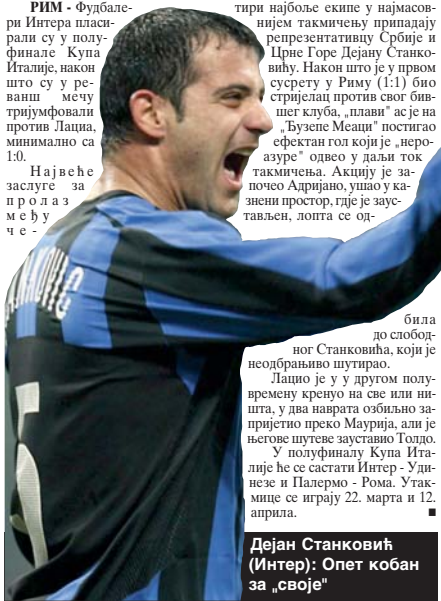 РИМ - Фудбале-
ри Интера пласи-
рали су у полу-
финале Купа
Италије, након
што су у ре-
ванш мечу
тријумфовали
против Лациа,
минимално са
1:0.
Највеће
заслуге за
пролаз
међу
че-
тири најбоље екипе у најмасов-
нијем такмичењу припадају
репрезентативцу Србије и
Црне Горе Дејану Станко-
вићу. Након што је у првом
сусрету у Риму (1:1) био
стријелац против свог бив-
шег клуба, „плави" ас је на
„Ђузепе Меаци" постигао
ефектан гол који је „неро-
азуре" одвео у даљи ток
такмичења. Акцију је за-
почео Адријано, ушао у ка-
знени простор, гдје је заус-
тављен, лопта се од-
била
до слобод-
ног Станковића, који је
неодбрањиво шутирао.
Лацио је у у другом полу-
времену кренуо на све или ни-
шта, у два наврата озбиљно за-
пријетио преко Маурија, али је
његове шутеве зауставио Толдо.
У полуфиналу Купа Ита-
лије ће се састати Интер - Уди-
незе и Палермо - Рома. Утак-
мице се играју 22. марта и 12.
априла.
Дејан Станковић
(Интер): Опет кобан
за „своје"
5